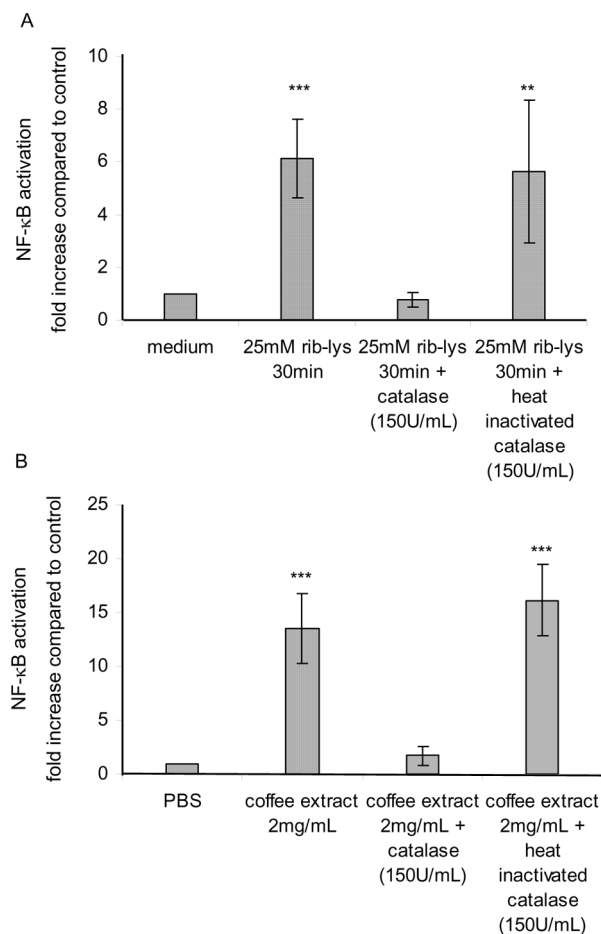 A
NF-κB activation
fold increase compared to control
10
8
6
4
2
0
***
**
medium
25mM rib-lys
30min
25mM rib-lys
30min +
catalase
(150U/mL)
25mM rib-lys
30min +
heat
inactivated
catalase
(150U/mL)
B
NF-κB activation
fold increase compared to control
25
20
15
10
5
0
***
***
PBS
coffee extract
2mg/mL
coffee extract
2mg/mL +
catalase
(150U/mL)
coffee extract
2mg/mL +
heat
inactivated
catalase
(150U/mL)